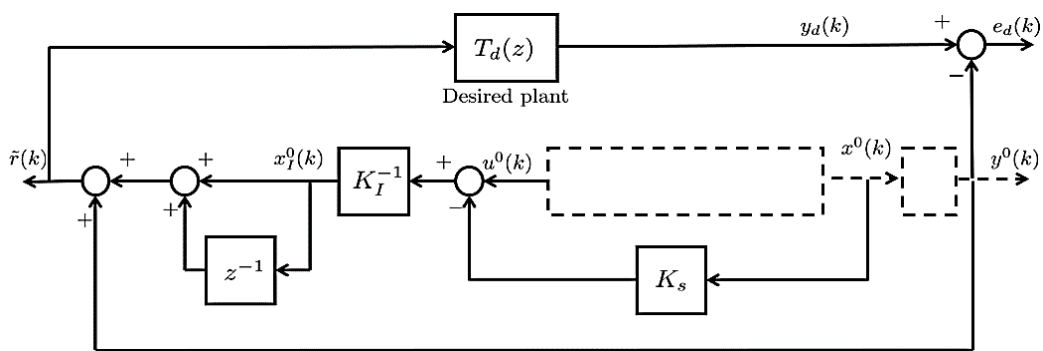 T_d(z)
y_d(k)
+
e_d(k)
−
Desired plant
r̃(k)
+
+
x_I^0(k)
K_I^{-1}
+
u^0(k)
x^0(k)
y^0(k)
+
+
−
z^{-1}
K_s